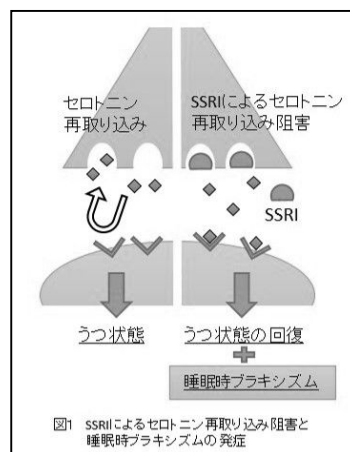 セロトニン
再取り込み
SSRIによるセロトニン
再取り込み阻害
SSRI
うつ状態
うつ状態の回復
睡眠時ブラキシズム
図1 SSRIによるセロトニン再取り込み阻害と
睡眠時ブラキシズムの発症